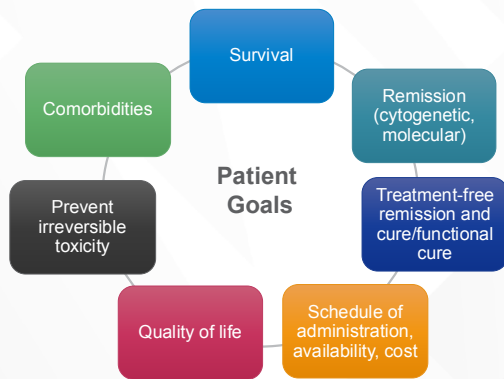 Survival
Remission
(cytogenetic,
molecular)
Treatment-free
remission and
cure/functional
cure
Schedule of
administration,
availability, cost
Quality of life
Prevent
irreversible
toxicity
Comorbidities
Patient
Goals